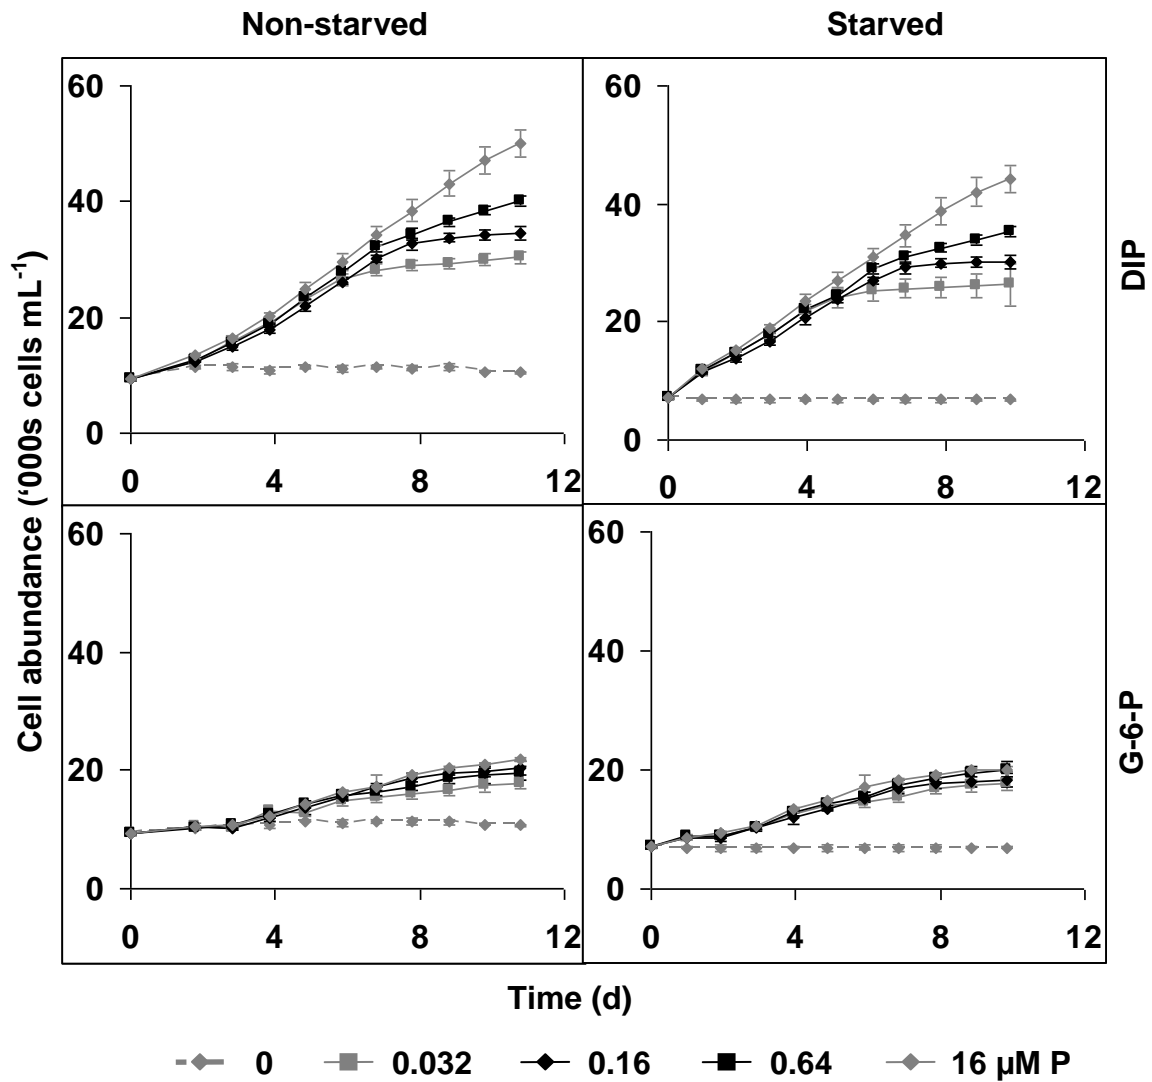 Non-starved Starved
60 60
40 40
20 20
0 0
0 4 8 12 0 4 8 12
DIP
60 60
40 40
20 20
0 0
0 4 8 12 0 4 8 12
G-6-P
Cell abundance (‘000s cells mL-1)
Time (d)
0 0.032 0.16 0.64 16 µM P